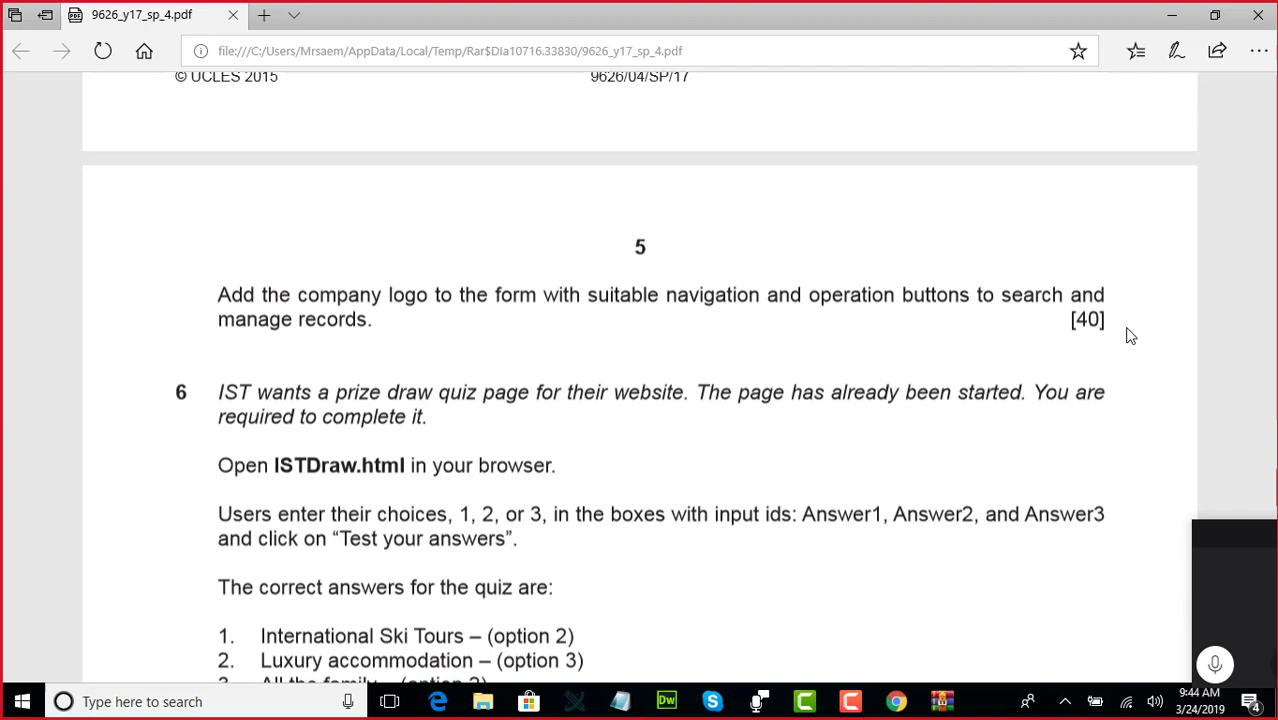 9626_y17_sp_4.pdf
file:///C:/Users/Mrsaem/AppData/Local/Temp/Rar$DIa10716.33830/9626_y17_sp_4.pdf
© UCLES 2015 9626/04/SP/17
5
Add the company logo to the form with suitable navigation and operation buttons to search and
manage records. [40]
6 IST wants a prize draw quiz page for their website. The page has already been started. You are
required to complete it.
Open ISTDraw.html in your browser.
Users enter their choices, 1, 2, or 3, in the boxes with input ids: Answer1, Answer2, and Answer3
and click on “Test your answers”.
The correct answers for the quiz are:
1. International Ski Tours – (option 2)
2. Luxury accommodation – (option 3)
Type here to search
Dw
9:44 AM
3/24/2019
4